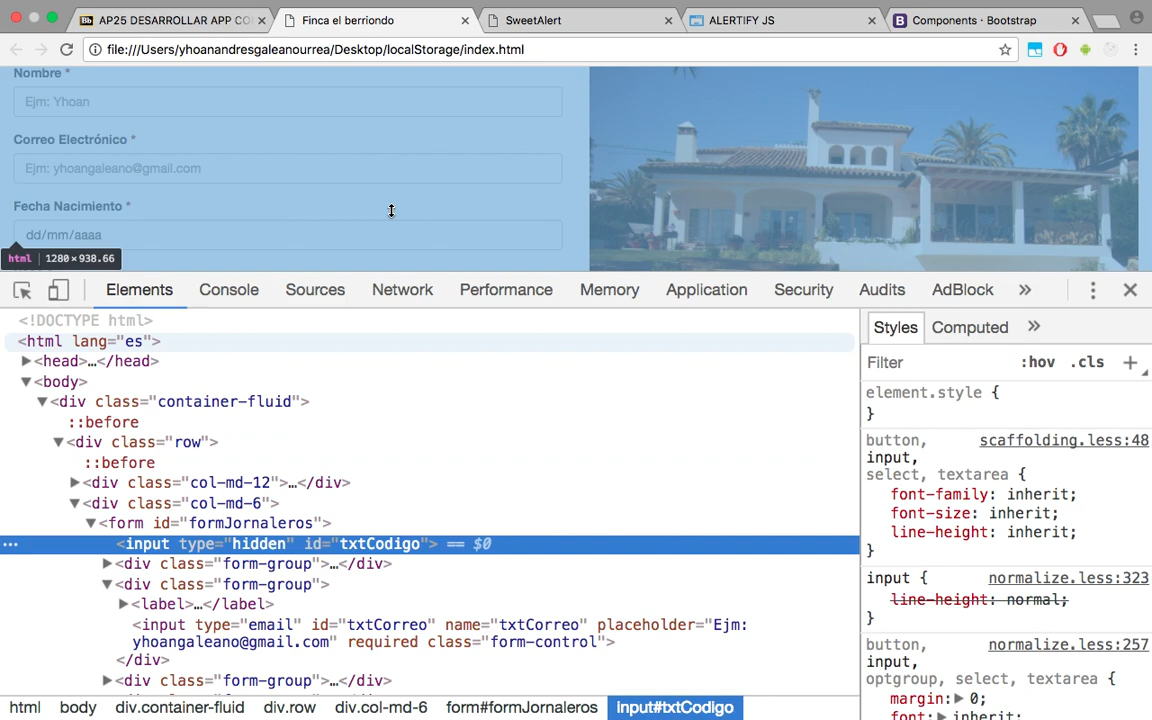 AP25 DESARROLLAR APP CO
Finca el berriondo
SweetAlert
ALERTIFY JS
Components · Bootstrap
file:///Users/yhoanandresgaleanourrea/Desktop/localStorage/index.html
Nombre *
Ejm: Yhoan
Correo Electrónico *
Ejm: yhoangaleano@gmail.com
Fecha Nacimiento *
dd/mm/aaaa
html | 1280 × 938.66
Elements Console Sources Network Performance Memory Application Security Audits AdBlock »
<!DOCTYPE html>
<html lang="es">
▶<head>…</head>
▼<body>
▼<div class="container-fluid">
::before
▼<div class="row">
::before
▶<div class="col-md-12">…</div>
▼<div class="col-md-6">
▼<form id="formJornaleros">
<input type="hidden" id="txtCodigo"> == $0
▶<div class="form-group">…</div>
▼<div class="form-group">
▶<label>…</label>
<input type="email" id="txtCorreo" name="txtCorreo" placeholder="Ejm:
yhoangaleano@gmail.com" required class="form-control">
</div>
▶<div class="form-group">…</div>
html body div.container-fluid div.row div.col-md-6 form#formJornaleros input#txtCodigo
Styles Computed »
Filter :hov .cls +
element.style {
}
button, scaffolding.less:48
input,
select, textarea {
font-family: inherit;
font-size: inherit;
line-height: inherit;
}
input { normalize.less:323
line-height: normal;
}
button, normalize.less:257
input,
optgroup, select, textarea {
margin:▶ 0;
font:▶ inherit;